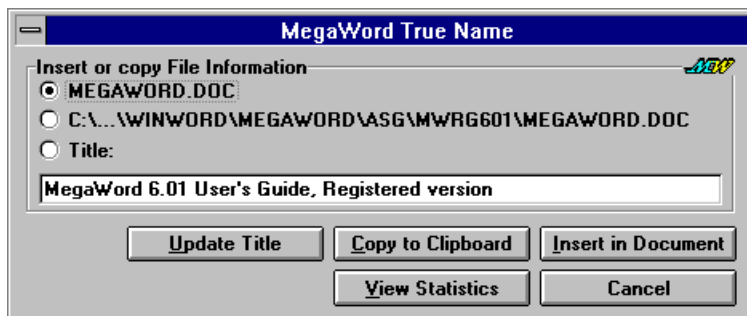 MegaWord True Name
Insert or copy File Information
MW
MEGAWORD.DOC
C:\...\WINWORD\MEGAWORD\ASG\MWRG601\MEGAWORD.DOC
Title:
MegaWord 6.01 User's Guide, Registered version
Update Title Copy to Clipboard Insert in Document
View Statistics Cancel